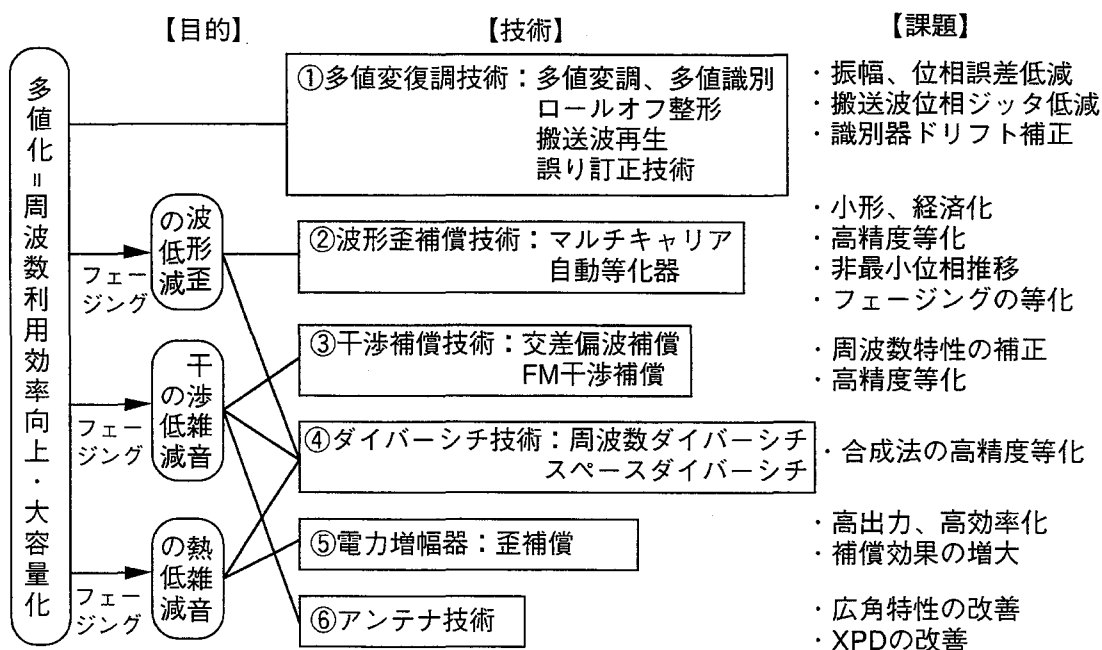 【目的】
【技術】
【課題】
多値化＝周波数利用効率向上・大容量化
①多値変復調技術：多値変調、多値識別
ロールオフ整形
搬送波再生
誤り訂正技術
・振幅、位相誤差低減
・搬送波位相ジッタ低減
・識別器ドリフト補正
フェー
ジング
波形歪
の低減
②波形歪補償技術：マルチキャリア
自動等化器
・小形、経済化
・高精度等化
・非最小位相推移
・フェージングの等化
フェー
ジング
干渉雑音
の低減
③干渉補償技術：交差偏波補償
FM干渉補償
・周波数特性の補正
・高精度等化
④ダイバーシチ技術：周波数ダイバーシチ
スペースダイバーシチ
・合成法の高精度等化
フェー
ジング
熱雑音
の低減
⑤電力増幅器：歪補償
・高出力、高効率化
・補償効果の増大
⑥アンテナ技術
・広角特性の改善
・XPDの改善